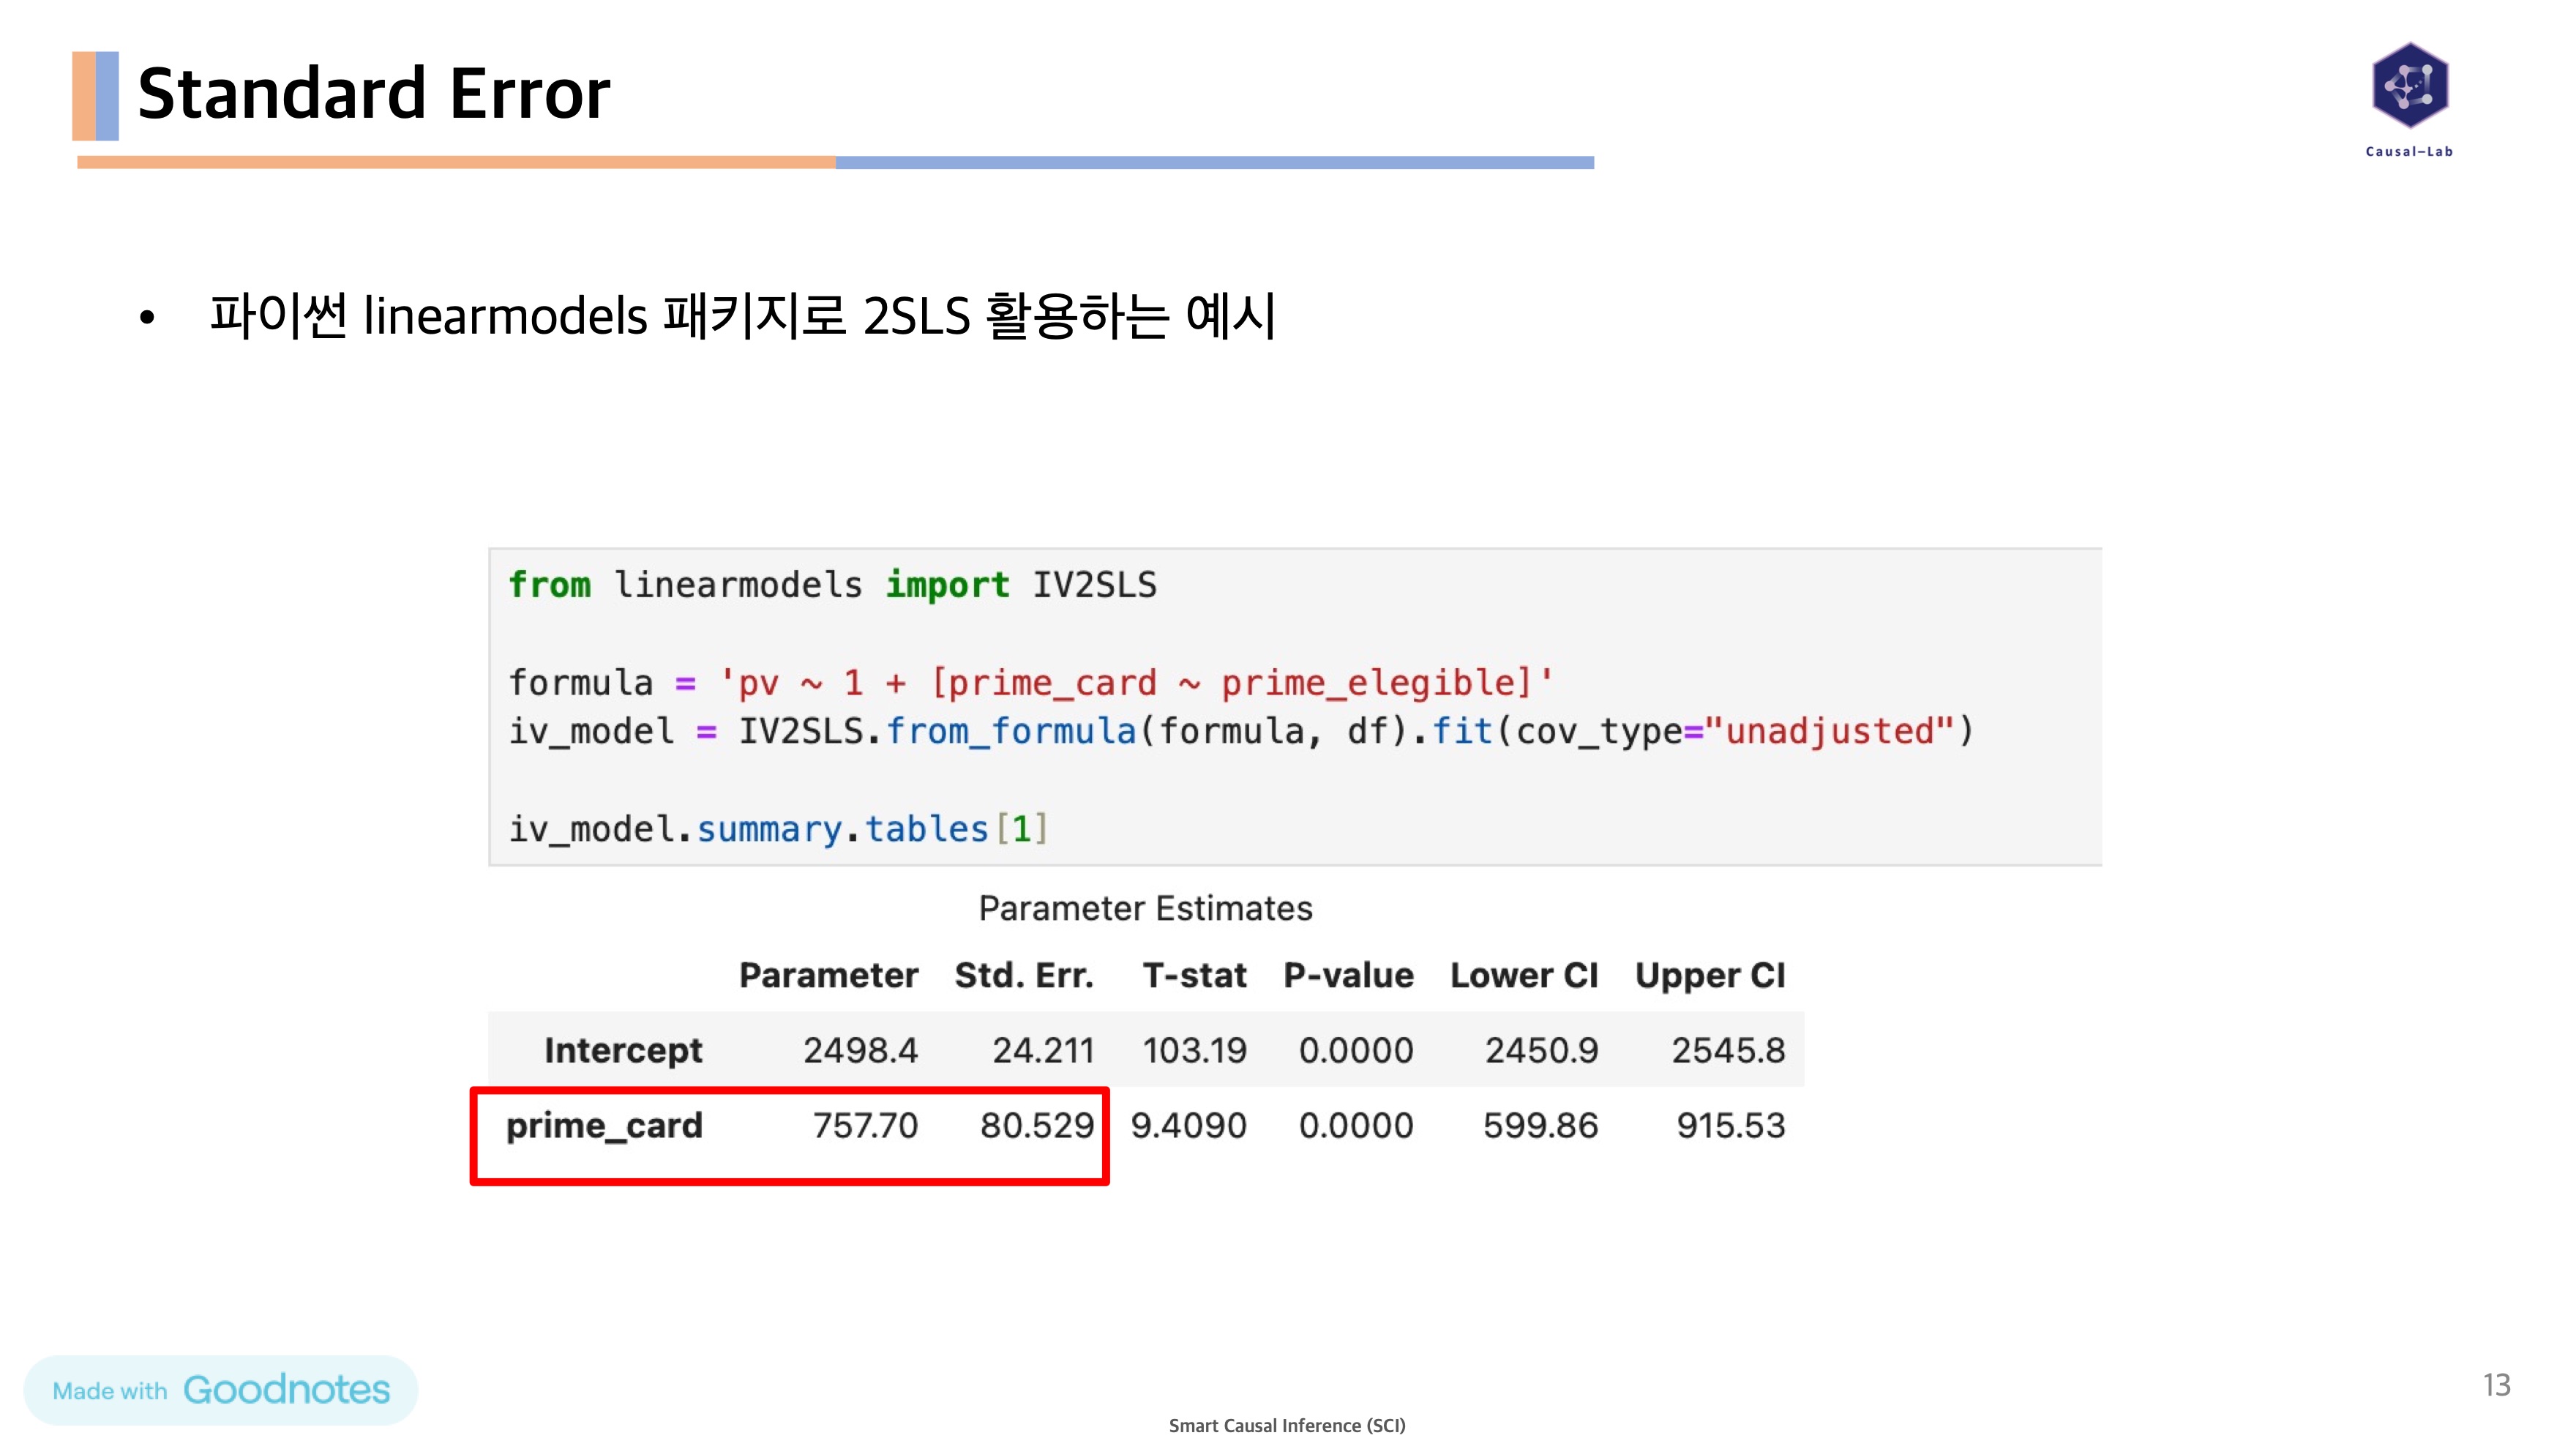 Standard Error
Causal-Lab
• 파이썬 linearmodels 패키지로 2SLS 활용하는 예시
from linearmodels import IV2SLS
formula = 'pv ~ 1 + [prime_card ~ prime_elegible]'
iv_model = IV2SLS.from_formula(formula, df).fit(cov_type="unadjusted")
iv_model.summary.tables[1]
Parameter Estimates
Parameter Std. Err. T-stat P-value Lower CI Upper CI
Intercept 2498.4 24.211 103.19 0.0000 2450.9 2545.8
prime_card 757.70 80.529 9.4090 0.0000 599.86 915.53
Made with Goodnotes
13
Smart Causal Inference (SCI)